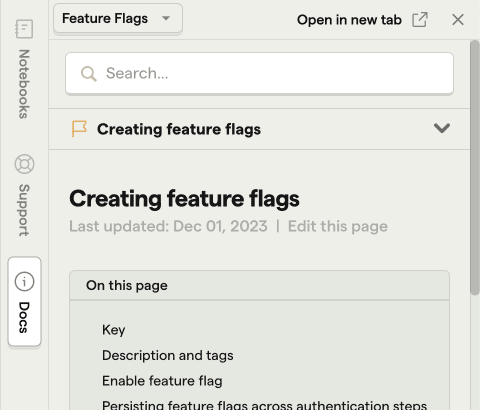 Feature Flags
Open in new tab
Notebooks
Support
Docs
Search...
Creating feature flags
Creating feature flags
Last updated: Dec 01, 2023 | Edit this page
On this page
Key
Description and tags
Enable feature flag
Persisting feature flags across authentication steps